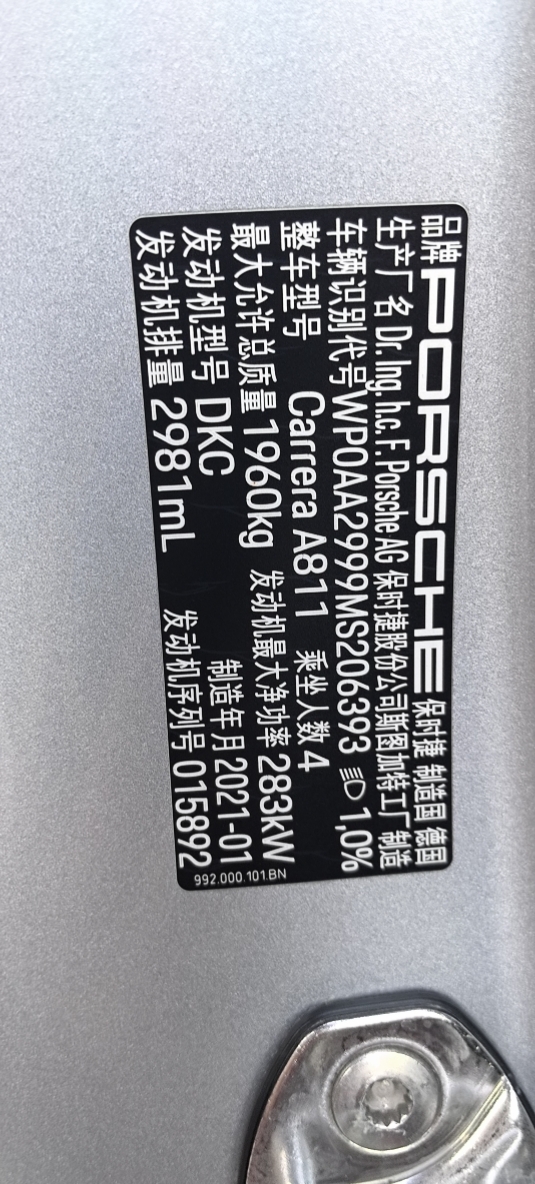 品牌 PORSCHE 保时捷 制造国 德国
生产厂名 Dr. Ing. h.c. F. Porsche AG 保时捷股份公司斯图加特工厂 制造
车辆识别代号 WP0AA2999MS206393 1,0%
整车型号 Carrera A811 乘坐人数 4
最大允许总质量 1960kg 发动机最大净功率 283kW
发动机型号 DKC 制造年月 2021-01
发动机排量 2981mL 发动机序列号 015892
992.000.101.BN